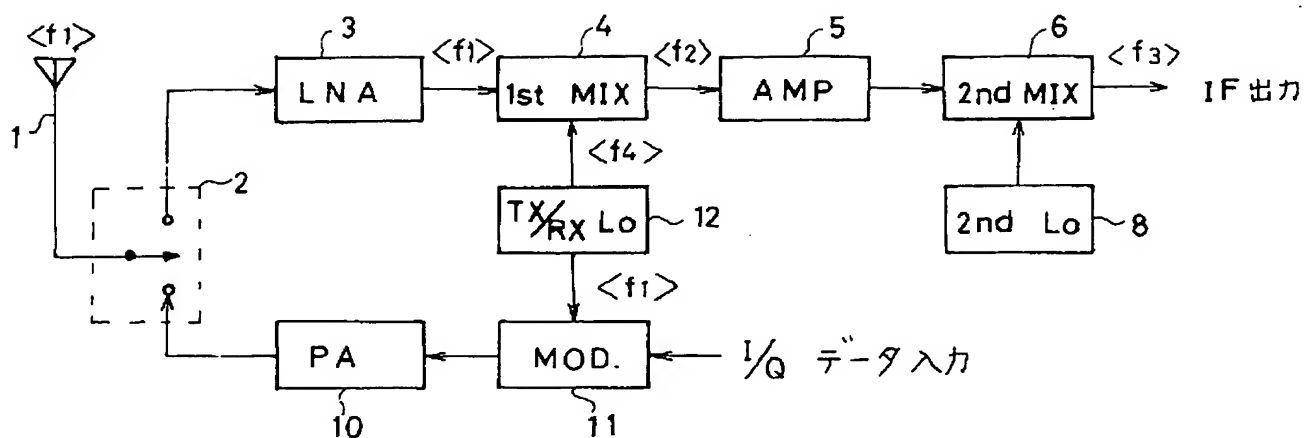 <f1>
1
2
3
LNA
<f1>
4
1st MIX
<f2>
5
AMP
6
2nd MIX
<f3>
IF出力
<f4>
TX/RX Lo
12
2nd Lo
8
<f1>
PA
10
MOD.
11
I/Q データ入力